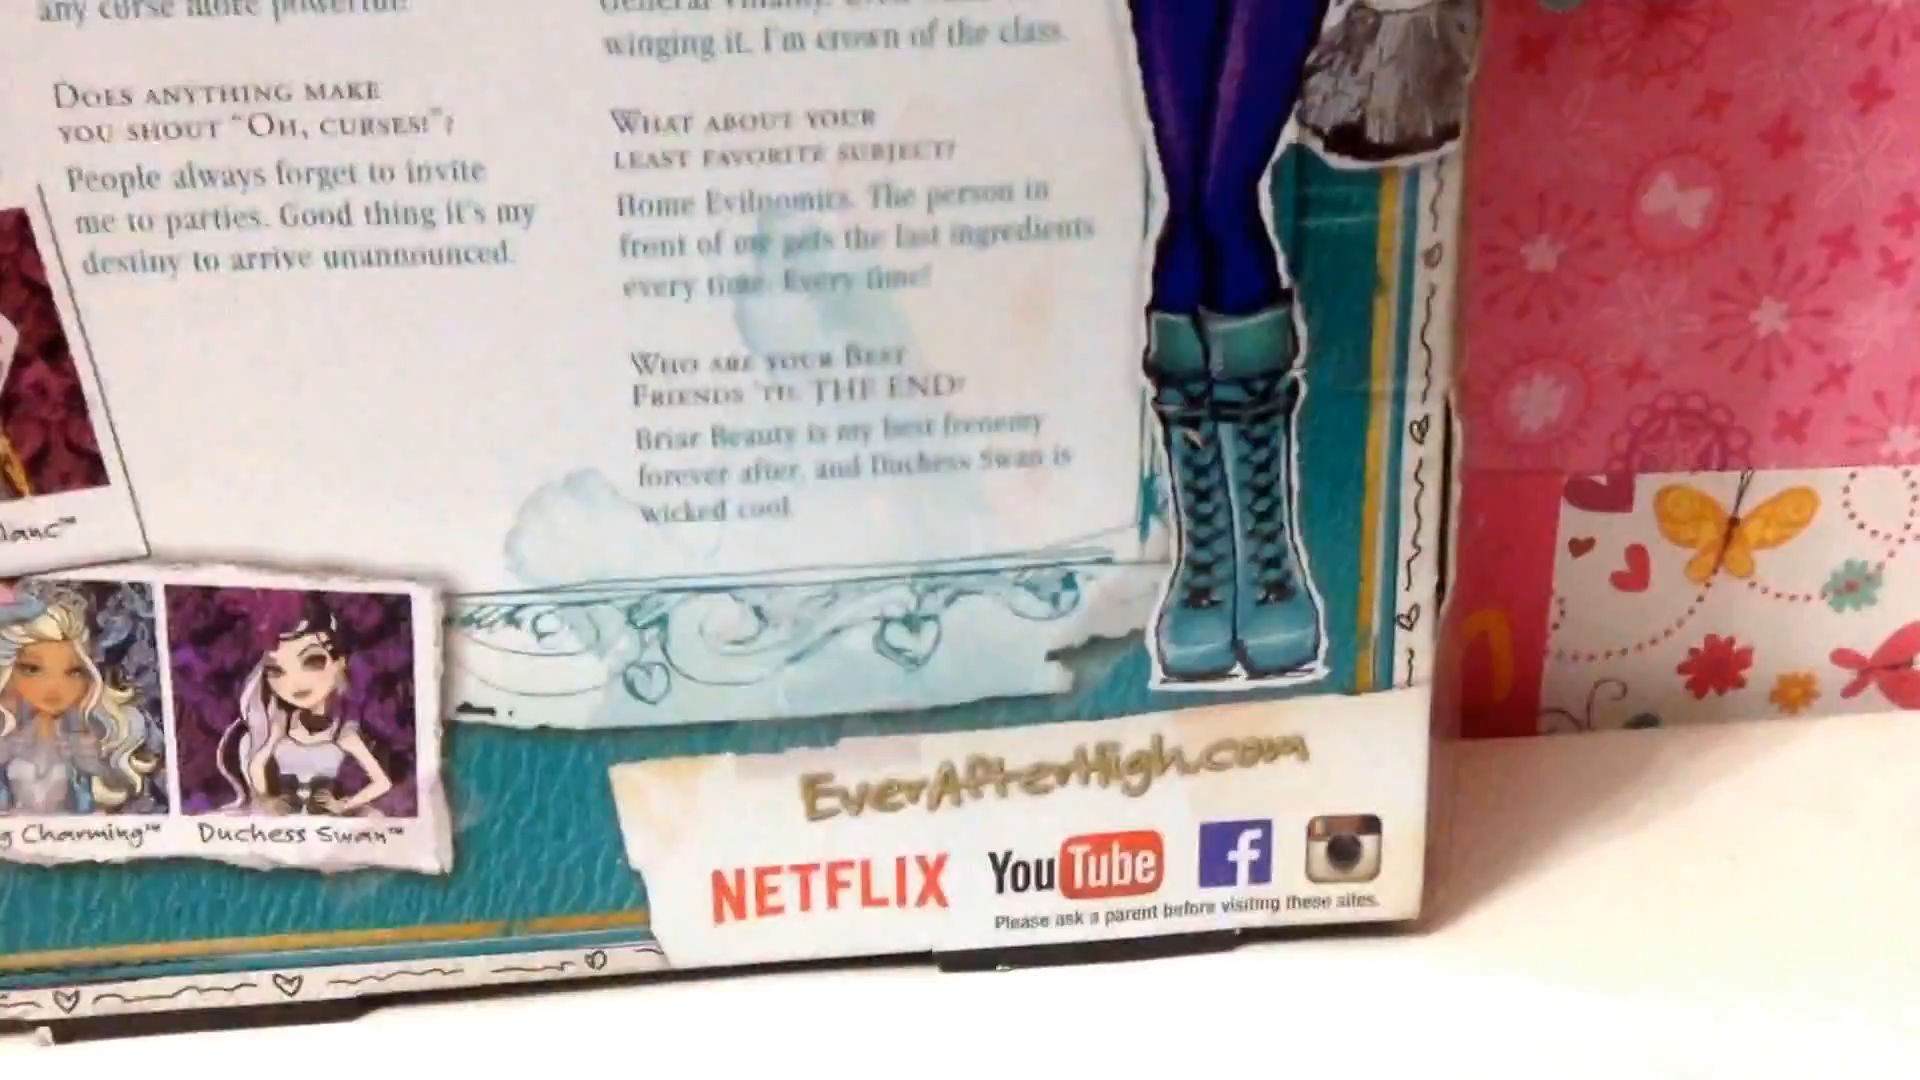 any curse more powerful?
DOES ANYTHING MAKE
YOU SHOUT "OH, CURSES!"?
People always forget to invite
me to parties. Good thing it's my
destiny to arrive unannounced.
General Villainy.
winging it. I'm crown of the class.
WHAT ABOUT YOUR
LEAST FAVORITE SUBJECT?
Home Evilnomics. The person in
front of me gets the last ingredients
every time. Every time!
WHO ARE YOUR BEST
FRIENDS 'TIL THE END?
Briar Beauty is my best frenemy
forever after, and Duchess Swan is
wicked cool.
lanc™
g Charming™
Duchess Swan™
EverAfterHigh.com
NETFLIX
YouTube
f
Please ask a parent before visiting these sites.